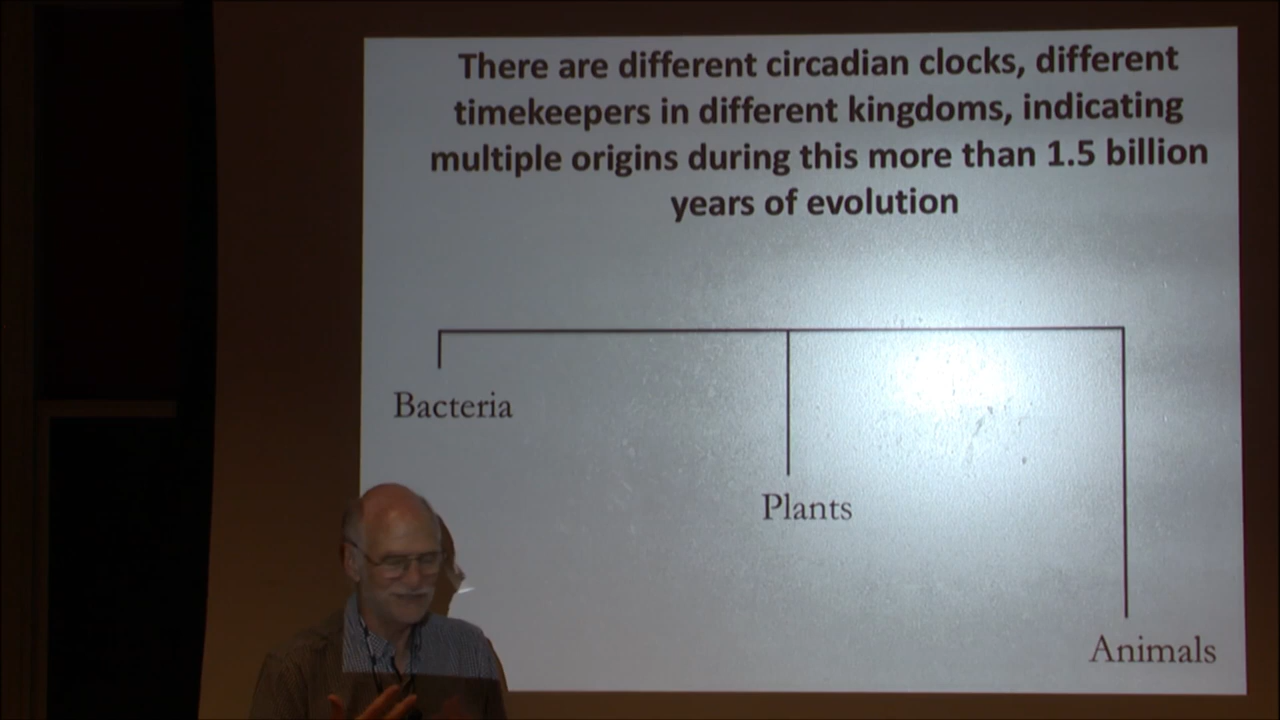 There are different circadian clocks, different
timekeepers in different kingdoms, indicating
multiple origins during this more than 1.5 billion
years of evolution
Bacteria
Plants
Animals